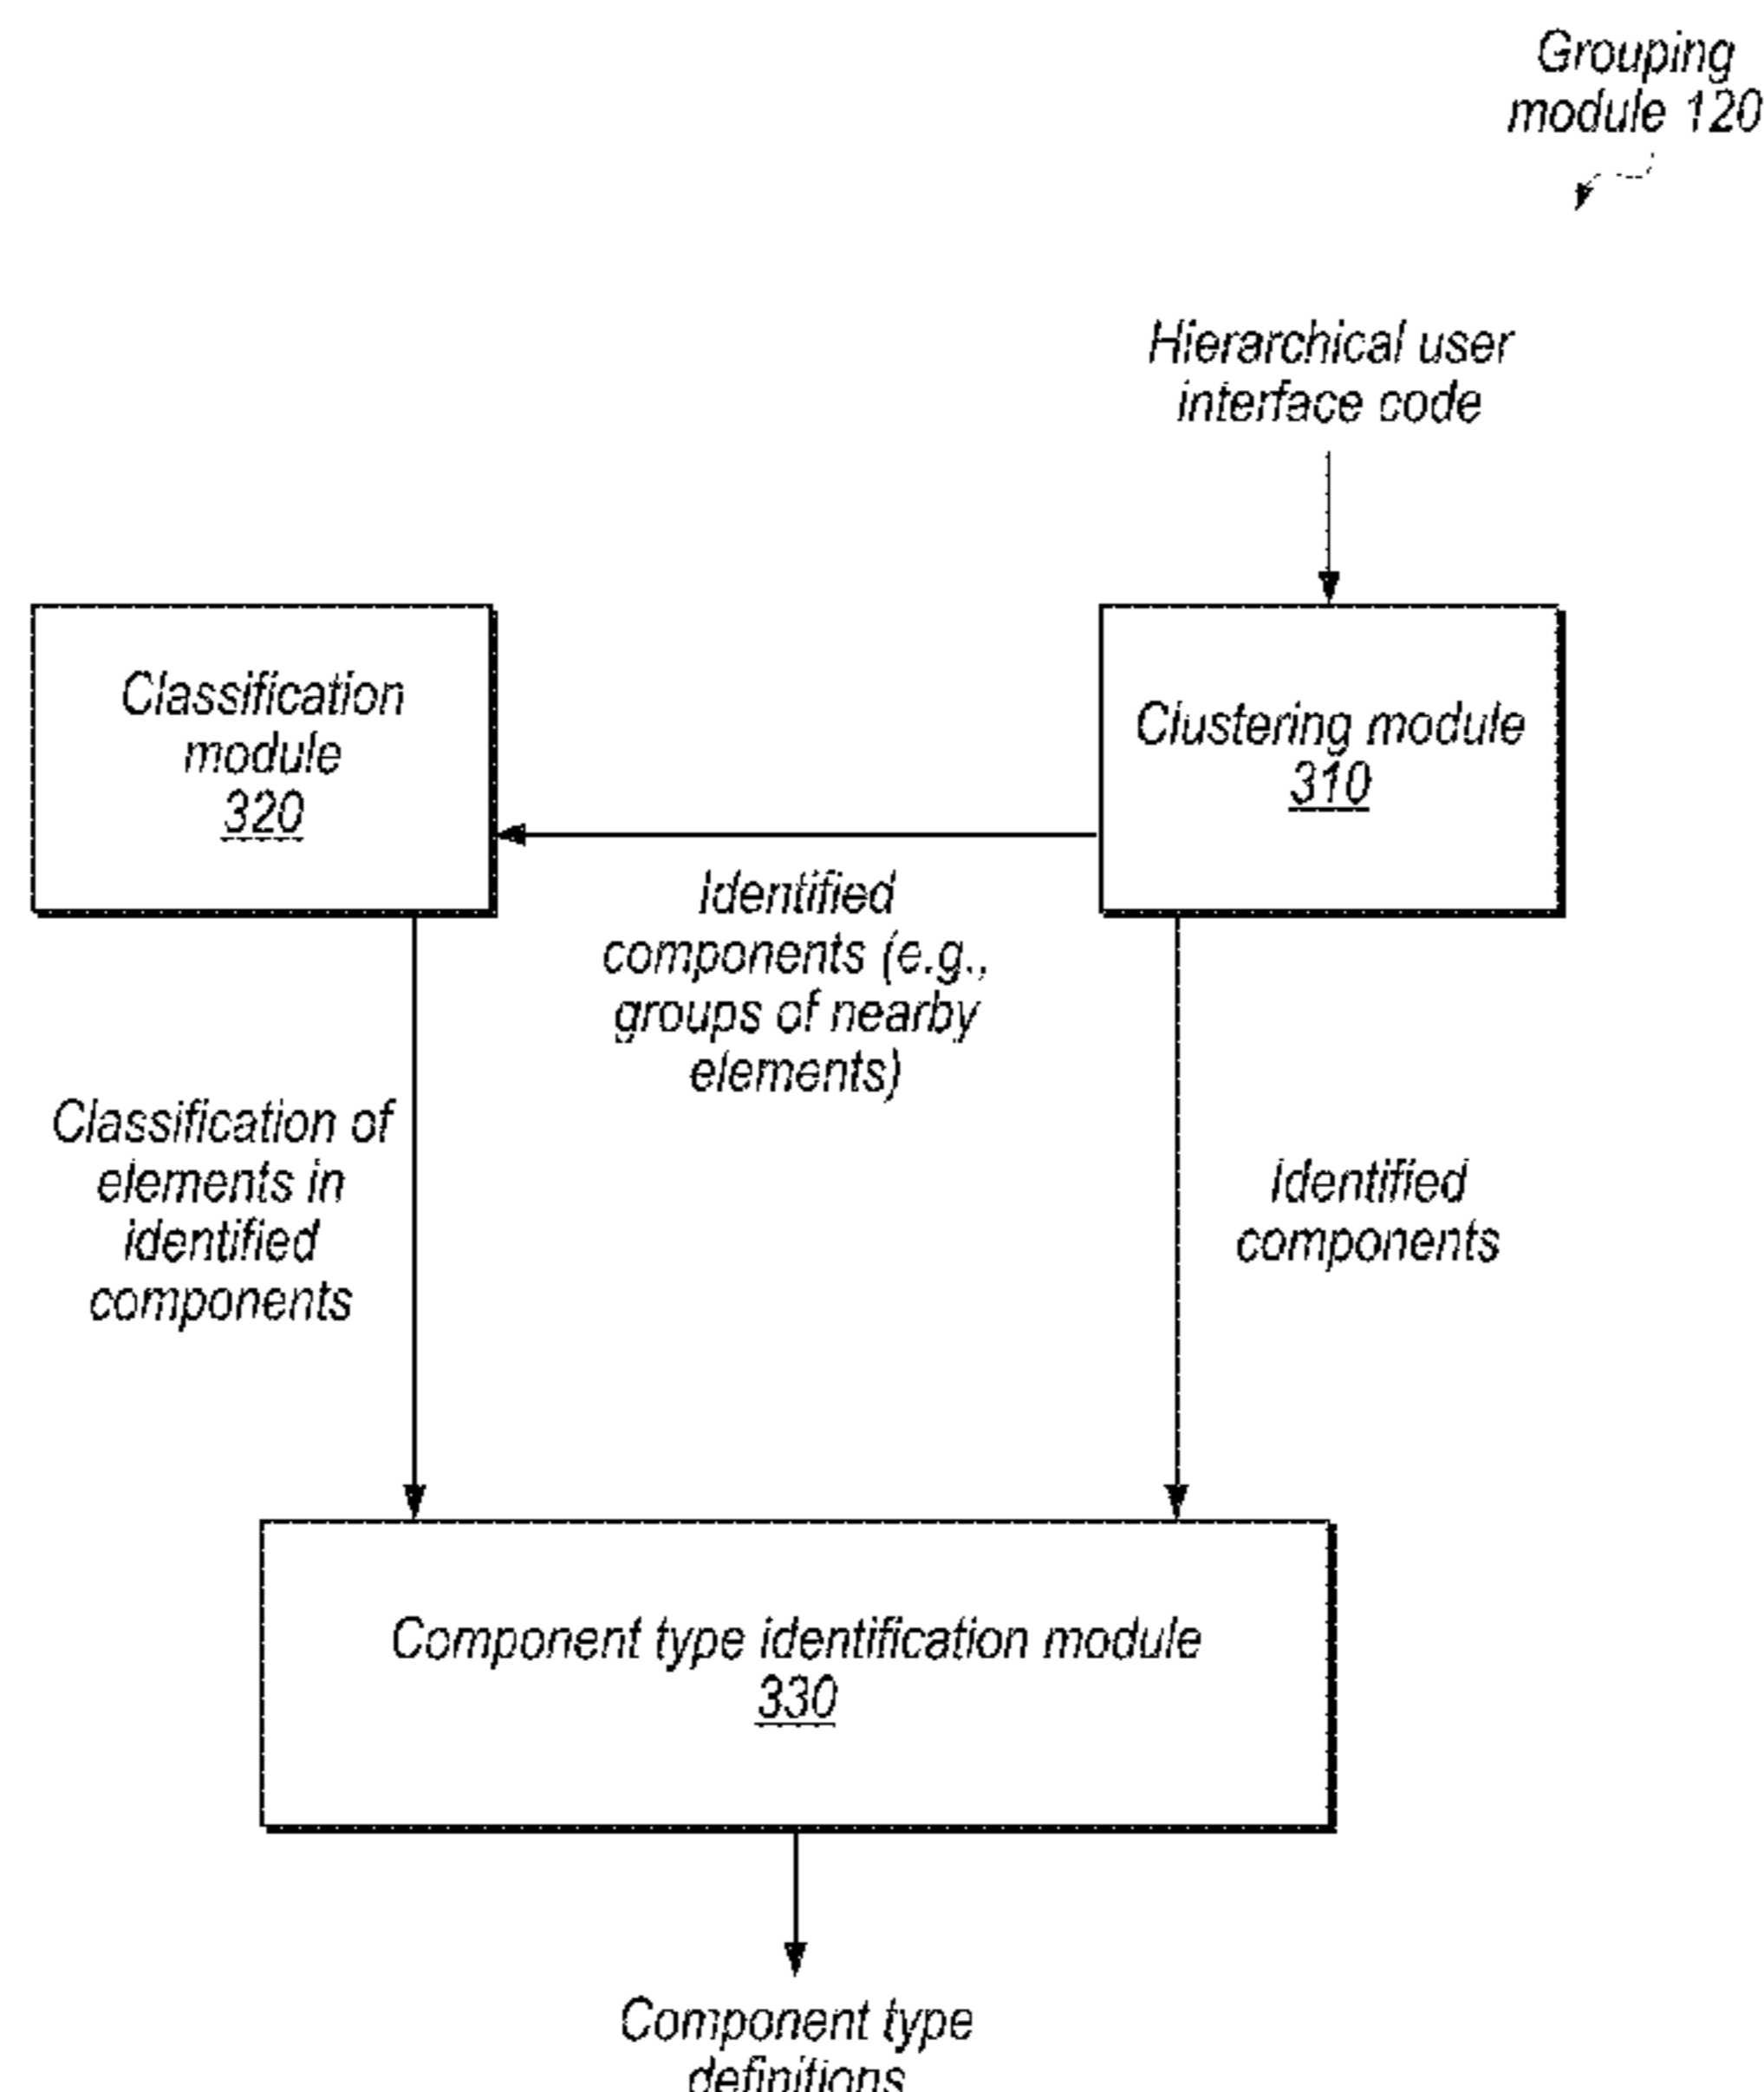 Grouping
module 120
Hierarchical user
interface code
Classification
module
320
Clustering module
310
Identified
components (e.g.,
groups of nearby
elements)
Classification of
elements in
identified
components
Identified
components
Component type identification module
330
Component type
definitions